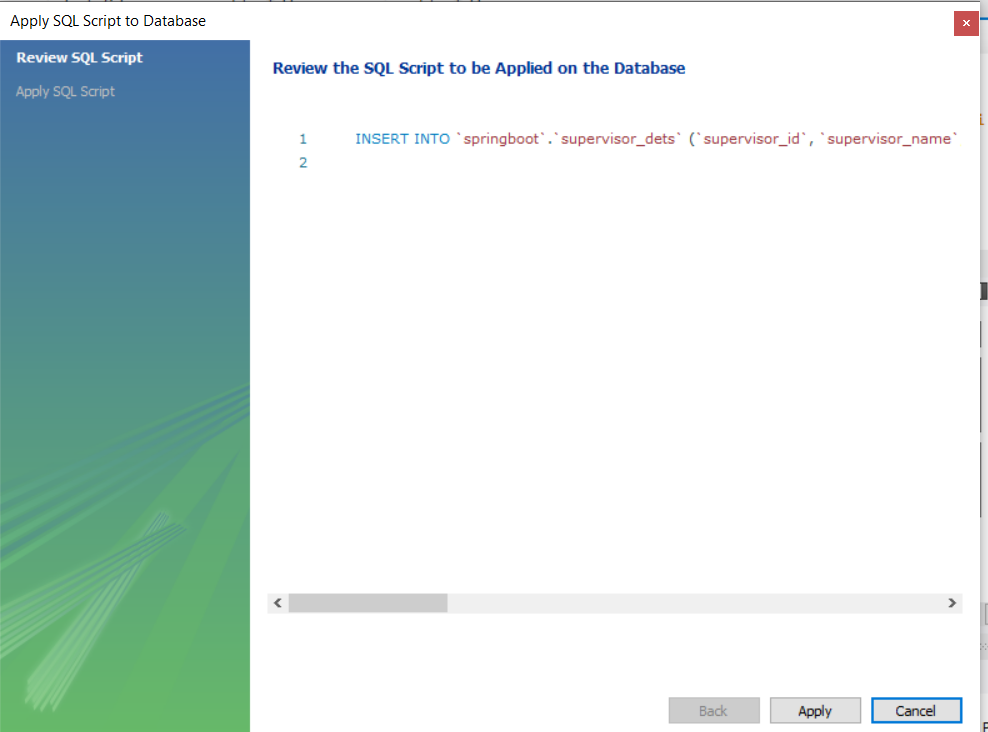 Apply SQL Script to Database
Review SQL Script
Apply SQL Script
Review the SQL Script to be Applied on the Database
1 INSERT INTO `springboot`.`supervisor_dets` (`supervisor_id`, `supervisor_name`
2
Back Apply Cancel